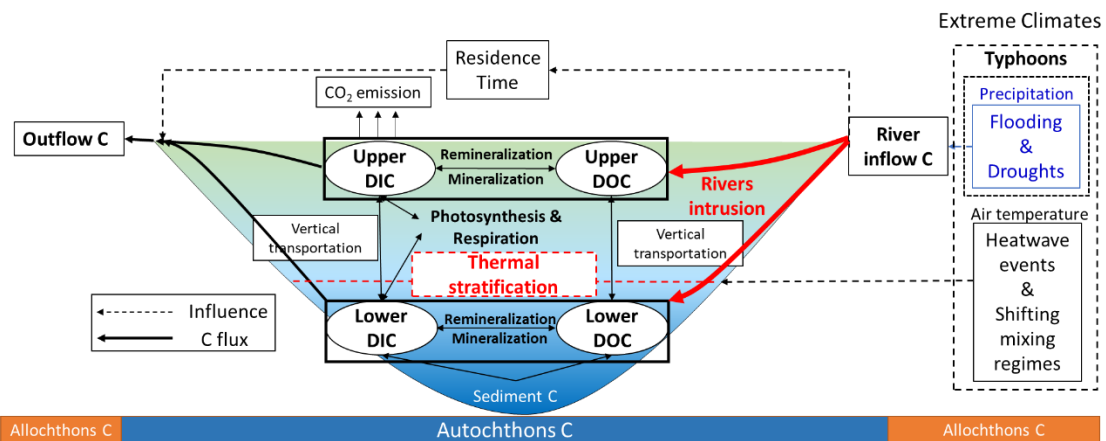 Extreme Climates
Typhoons
Residence
Time
Precipitation
CO₂ emission
Flooding
&
Droughts
Outflow C
River
inflow C
Upper
DIC
Remineralization
Mineralization
Upper
DOC
Rivers
intrusion
Photosynthesis &
Respiration
Vertical
transportation
Vertical
transportation
Air temperature
Heatwave
events
&
Shifting
mixing
regimes
Thermal
stratification
Influence
C flux
Lower
DIC
Remineralization
Mineralization
Lower
DOC
Sediment C
Allochthons C
Autochthons C
Allochthons C